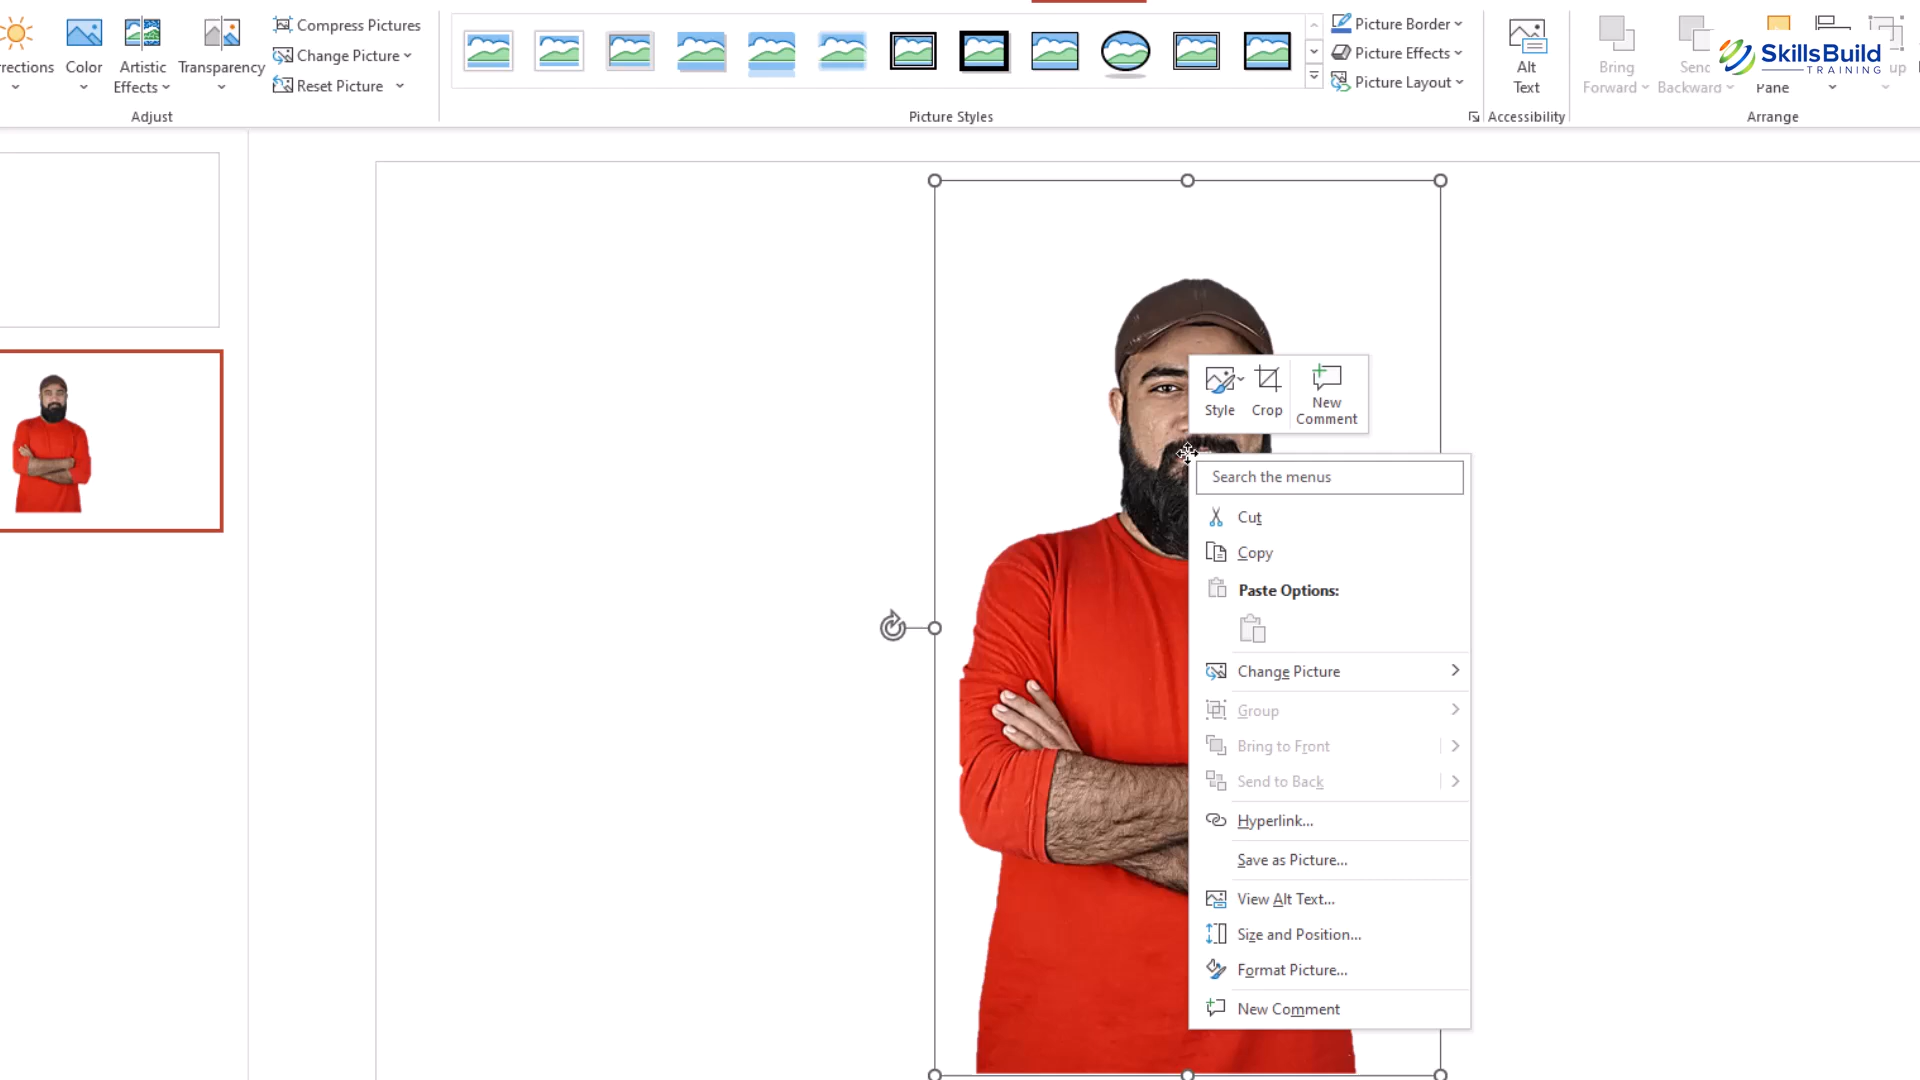 rections
Color
Artistic
Effects
Transparency
Compress Pictures
Change Picture
Reset Picture
Adjust
Picture Styles
Picture Border
Picture Effects
Picture Layout
Alt
Text
Accessibility
Bring
Forward
Send
Backward
Pane
SkillsBuild
TRAINING
up
Arrange
Style
Crop
New
Comment
Search the menus
Cut
Copy
Paste Options:
Change Picture
Group
Bring to Front
Send to Back
Hyperlink...
Save as Picture...
View Alt Text...
Size and Position...
Format Picture...
New Comment